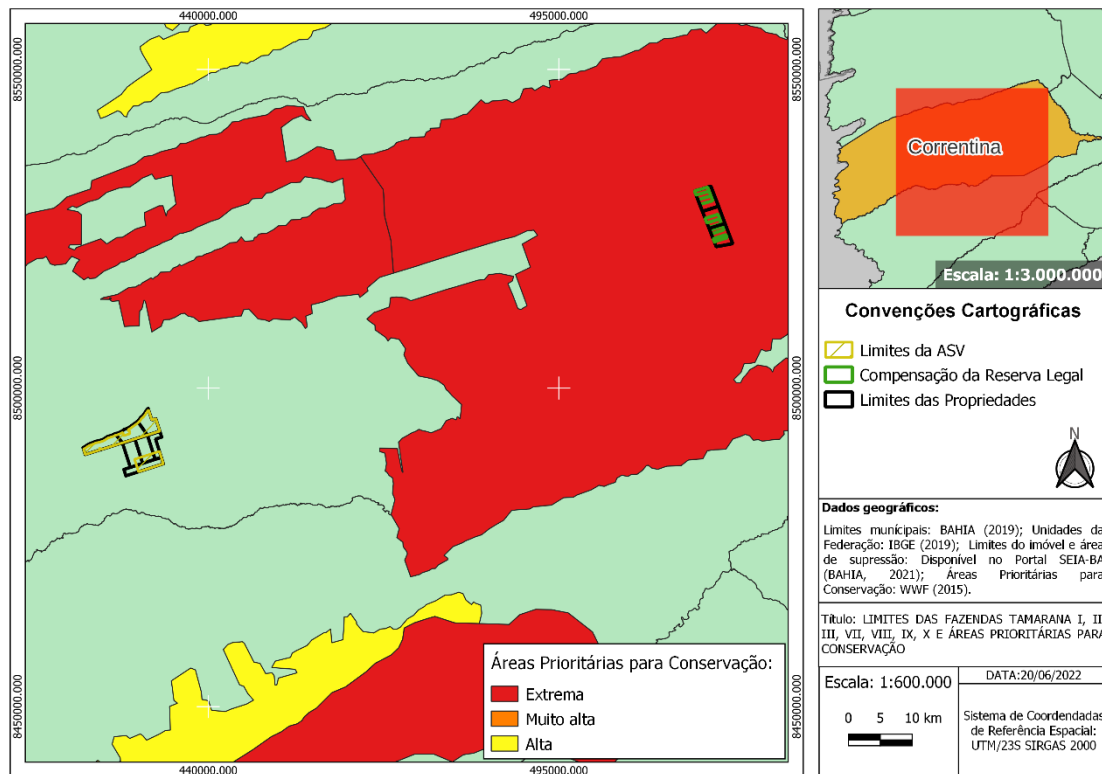 440000.000
495000.000
8550000.000
8550000.000
8500000.000
8500000.000
8450000.000
8450000.000
440000.000
495000.000
Áreas Prioritárias para Conservação:
Extrema
Muito alta
Alta
Correntina
Escala: 1:3.000.000
Convenções Cartográficas
Limites da ASV
Compensação da Reserva Legal
Limites das Propriedades
N
Dados geográficos:
Limites municipais: BAHIA (2019); Unidades da
Federação: IBGE (2019); Limites do imóvel e área
de supressão: Disponível no Portal SEIA-BA
(BAHIA, 2021); Áreas Prioritárias para
Conservação: WWF (2015).
Título: LIMITES DAS FAZENDAS TAMARANA I, II
III, VII, VIII, IX, X E ÁREAS PRIORITÁRIAS PARA
CONSERVAÇÃO
Escala: 1:600.000
0 5 10 km
DATA:20/06/2022
Sistema de Coordendadas
de Referência Espacial:
UTM/23S SIRGAS 2000